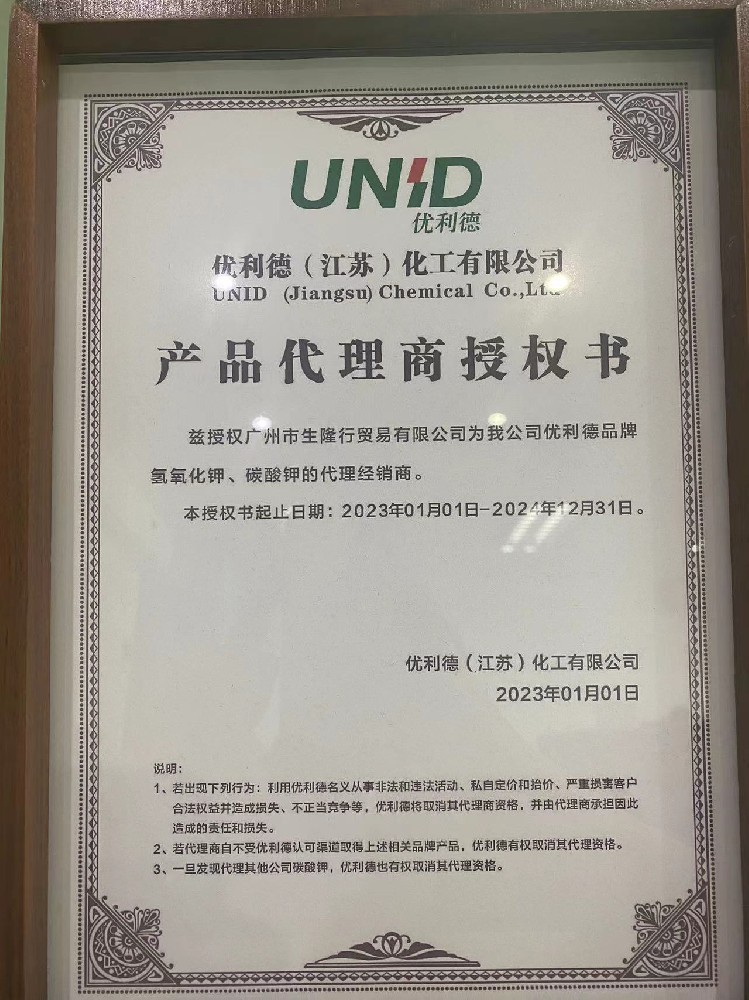 UNID
优利德
优利德（江苏）化工有限公司
UNID (Jiangsu) Chemical Co.,Ltd
产品代理商授权书
兹授权广州市生隆行贸易有限公司为我公司优利德品牌
氢氧化钾、碳酸钾的代理经销商。
本授权书起止日期：2023年01月01日-2024年12月31日。
优利德（江苏）化工有限公司
2023年01月01日
说明：
1、若出现下列行为：利用优利德名义从事非法和违法活动、私自定价和抬价、严重损害客户
合法权益并造成损失、不正当竞争等，优利德将取消其代理商资格，并由代理商承担因此
造成的责任和损失。
2、若代理商自不受优利德认可渠道取得上述相关品牌产品，优利德有权取消其代理资格。
3、一旦发现代理其他公司碳酸钾，优利德也有权取消其代理资格。